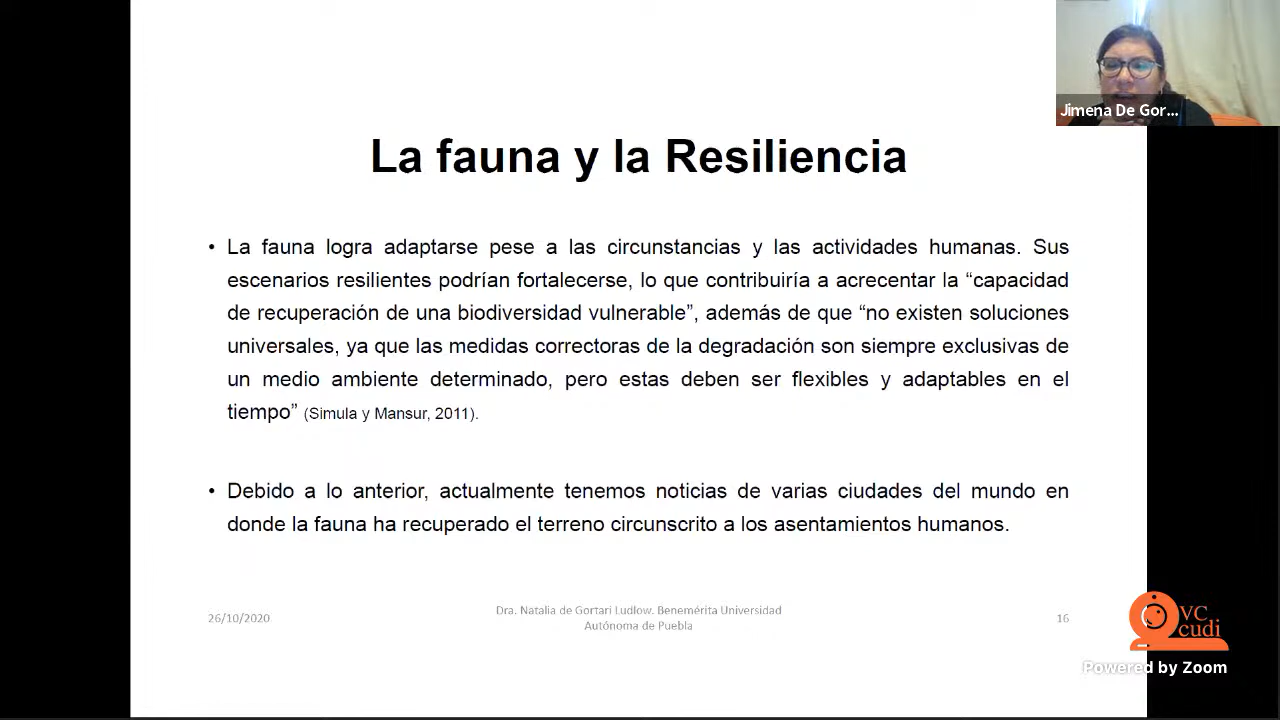 Jimena De Gor...
La fauna y la Resiliencia
• La fauna logra adaptarse pese a las circunstancias y las actividades humanas. Sus
escenarios resilientes podrían fortalecerse, lo que contribuiría a acrecentar la “capacidad
de recuperación de una biodiversidad vulnerable”, además de que “no existen soluciones
universales, ya que las medidas correctoras de la degradación son siempre exclusivas de
un medio ambiente determinado, pero estas deben ser flexibles y adaptables en el
tiempo” (Simula y Mansur, 2011).
• Debido a lo anterior, actualmente tenemos noticias de varias ciudades del mundo en
donde la fauna ha recuperado el terreno circunscrito a los asentamientos humanos.
26/10/2020
Dra. Natalia de Gortari Ludlow. Benemérita Universidad
Autónoma de Puebla
16
VC
cudi
Powered by Zoom